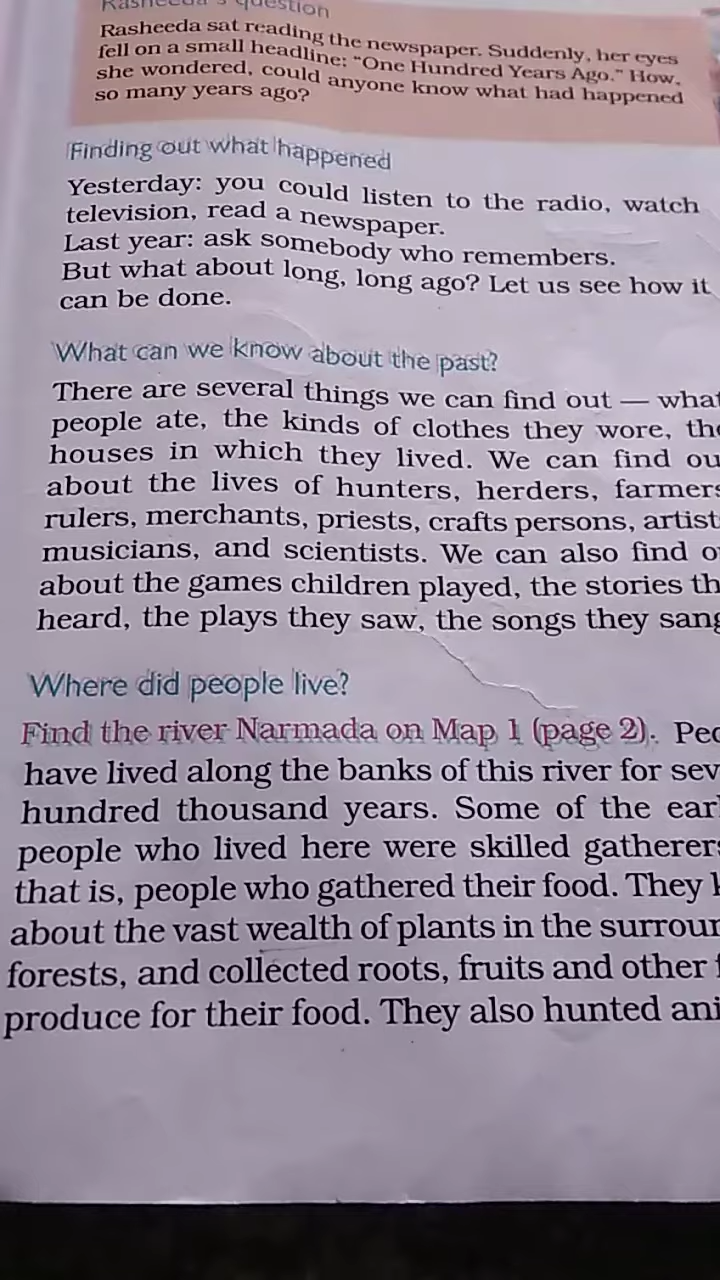 Rasheeda's question
Rasheeda sat reading the newspaper. Suddenly, her eyes
fell on a small headline: “One Hundred Years Ago.” How,
she wondered, could anyone know what had happened
so many years ago?
Finding out what happened
Yesterday: you could listen to the radio, watch
television, read a newspaper.
Last year: ask somebody who remembers.
But what about long, long ago? Let us see how it
can be done.
What can we know about the past?
There are several things we can find out — what
people ate, the kinds of clothes they wore, the
houses in which they lived. We can find
about the lives of hunters, herders, farmers
rulers, merchants, priests, crafts persons,
musicians, and scientists. We can also find
about the games children played, the stories
heard, the plays they saw, the songs they sang
Where did people live?
Find the river Narmada on Map 1 (page 2).
have lived along the banks of this river for
hundred thousand years. Some of the
people who lived here were skilled gatherers
that is, people who gathered their food. They
about the vast wealth of plants in the
forests, and collected roots, fruits and other
produce for their food. They also hunted